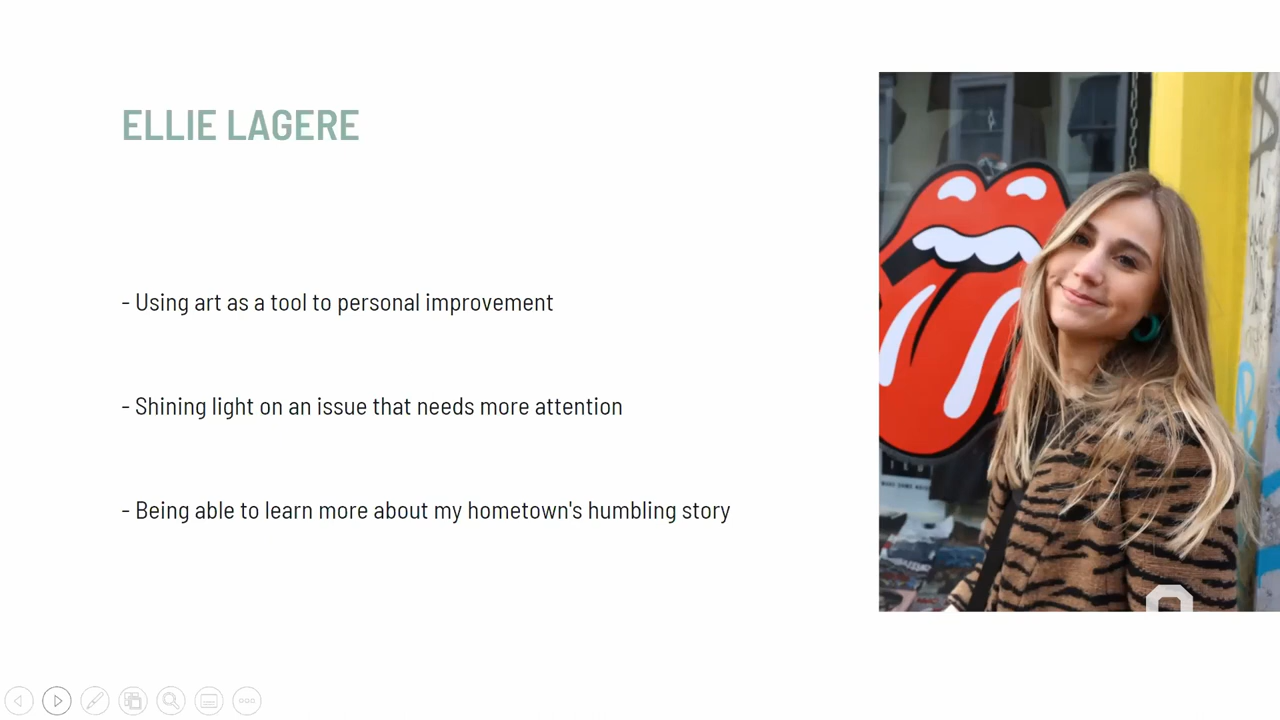 ELLIE LAGERE
- Using art as a tool to personal improvement
- Shining light on an issue that needs more attention
- Being able to learn more about my hometown's humbling story